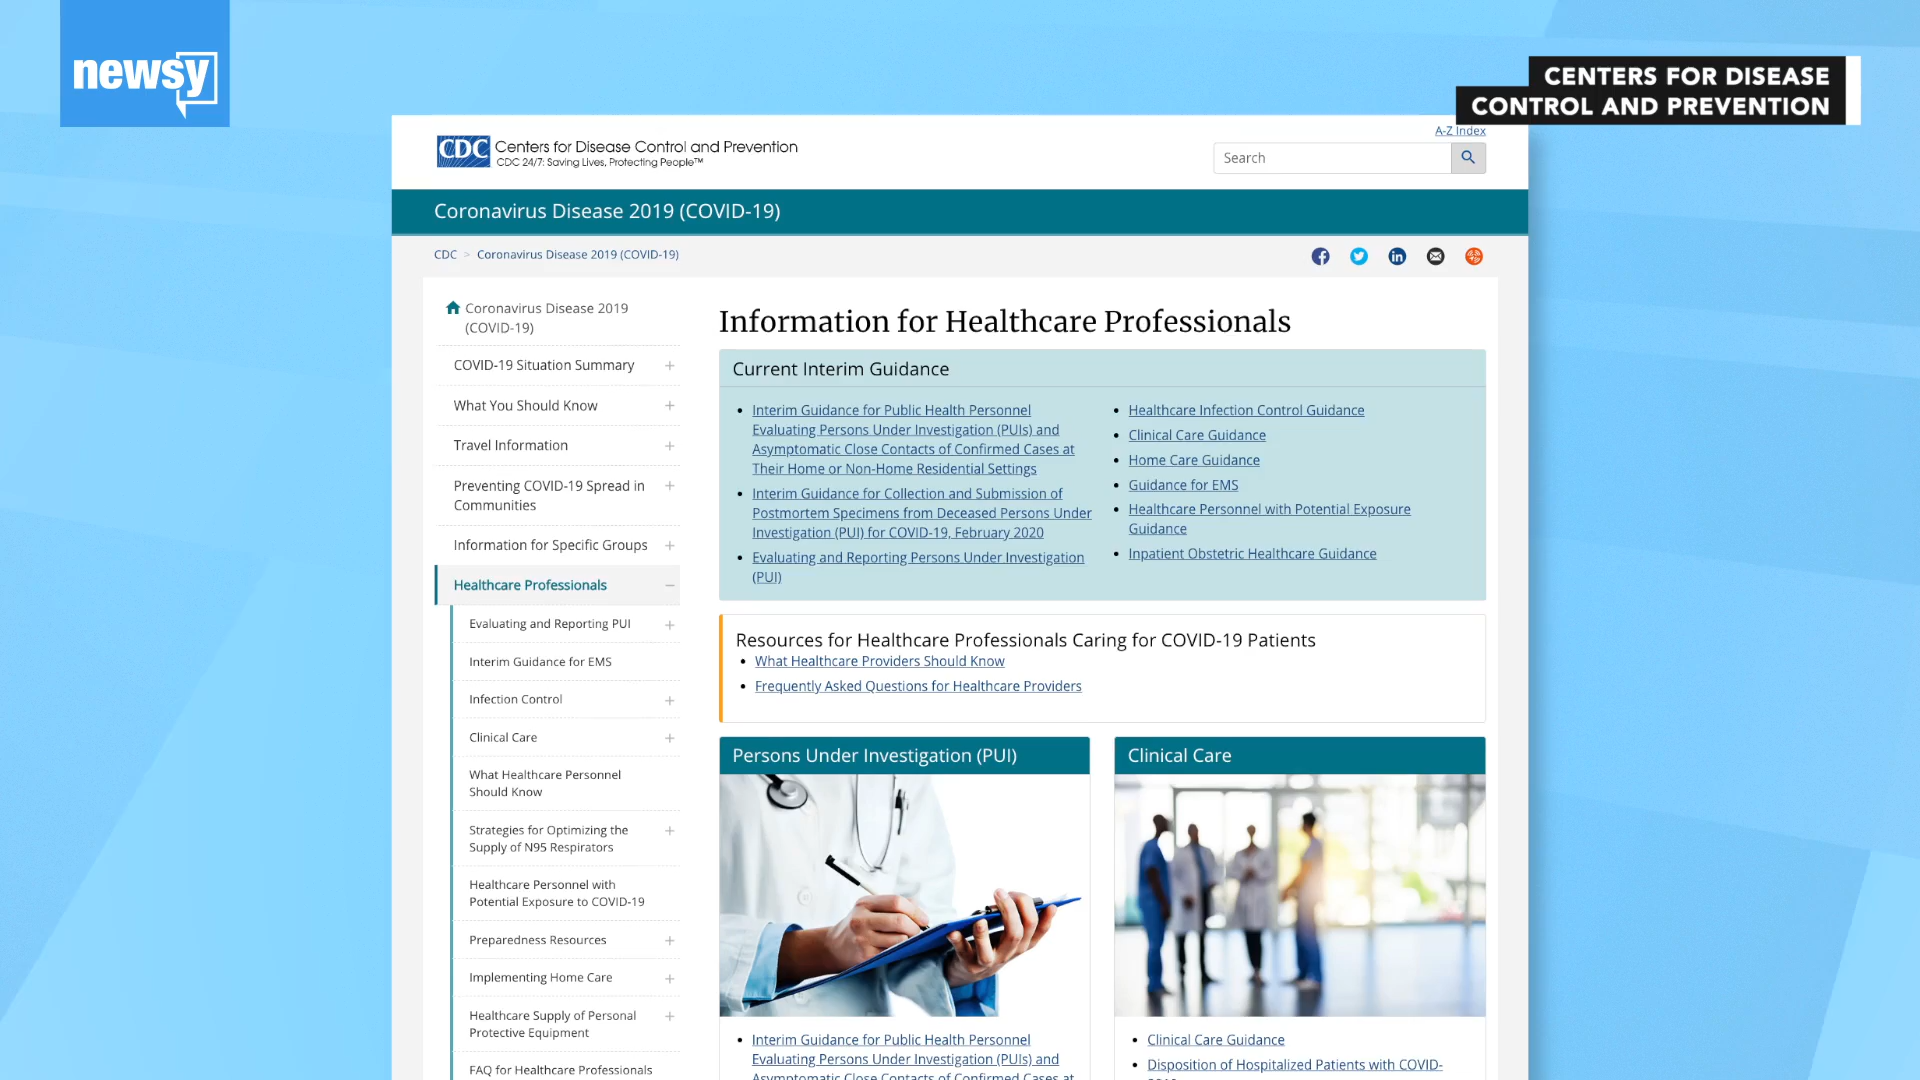 newsy
CENTERS FOR DISEASE
CONTROL AND PREVENTION
A-Z Index
CDC
Centers for Disease Control and Prevention
CDC 24/7: Saving Lives, Protecting People™
Search
Coronavirus Disease 2019 (COVID-19)
CDC > Coronavirus Disease 2019 (COVID-19)
Coronavirus Disease 2019
(COVID-19)
COVID-19 Situation Summary
What You Should Know
Travel Information
Preventing COVID-19 Spread in
Communities
Information for Specific Groups
Healthcare Professionals
Evaluating and Reporting PUI
Interim Guidance for EMS
Infection Control
Clinical Care
What Healthcare Personnel
Should Know
Strategies for Optimizing the
Supply of N95 Respirators
Healthcare Personnel with
Potential Exposure to COVID-19
Preparedness Resources
Implementing Home Care
Healthcare Supply of Personal
Protective Equipment
FAQ for Healthcare Professionals
Information for Healthcare Professionals
Current Interim Guidance
Interim Guidance for Public Health Personnel
Evaluating Persons Under Investigation (PUIs) and
Asymptomatic Close Contacts of Confirmed Cases at
Their Home or Non-Home Residential Settings
Interim Guidance for Collection and Submission of
Postmortem Specimens from Deceased Persons Under
Investigation (PUI) for COVID-19, February 2020
Evaluating and Reporting Persons Under Investigation
(PUI)
Healthcare Infection Control Guidance
Clinical Care Guidance
Home Care Guidance
Guidance for EMS
Healthcare Personnel with Potential Exposure
Guidance
Inpatient Obstetric Healthcare Guidance
Resources for Healthcare Professionals Caring for COVID-19 Patients
What Healthcare Providers Should Know
Frequently Asked Questions for Healthcare Providers
Persons Under Investigation (PUI)
Interim Guidance for Public Health Personnel
Evaluating Persons Under Investigation (PUIs) and
Asymptomatic Close Contacts of Confirmed Cases at
Clinical Care
Clinical Care Guidance
Disposition of Hospitalized Patients with COVID-